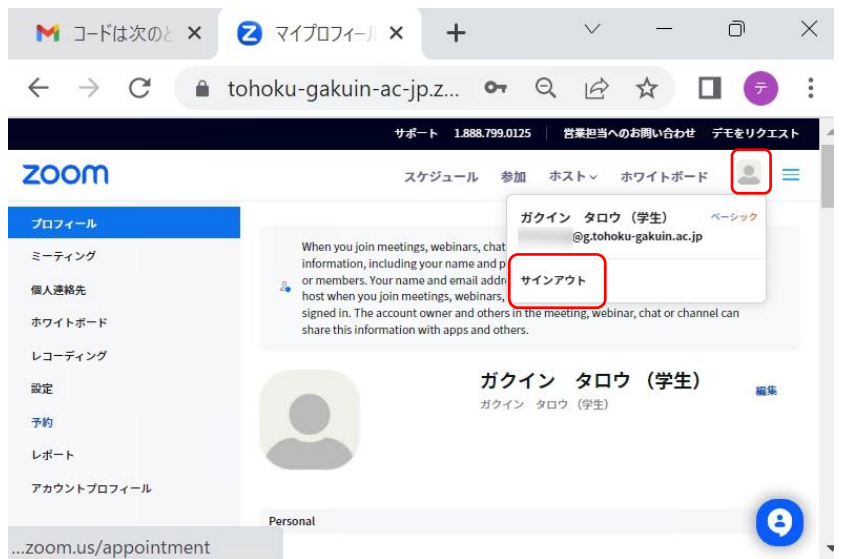 コードは次のと
マイプロフィール
tohoku-gakuin-ac-jp.z...
テ
サポート 1.888.799.0125 営業担当へのお問い合わせ デモをリクエスト
zoom
スケジュール 参加 ホスト ホワイトボード
プロフィール
ミーティング
個人連絡先
ホワイトボード
レコーディング
設定
予約
レポート
アカウントプロフィール
ガクイン タロウ (学生) ベーシック
@g.tohoku-gakuin.ac.jp
サインアウト
When you join meetings, webinars, chat
information, including your name and p
or members. Your name and email addr
host when you join meetings, webinars,
signed in. The account owner and others in the meeting, webinar, chat or channel can
share this information with apps and others.
ガクイン タロウ (学生)
編集
ガクイン タロウ (学生)
Personal
...zoom.us/appointment